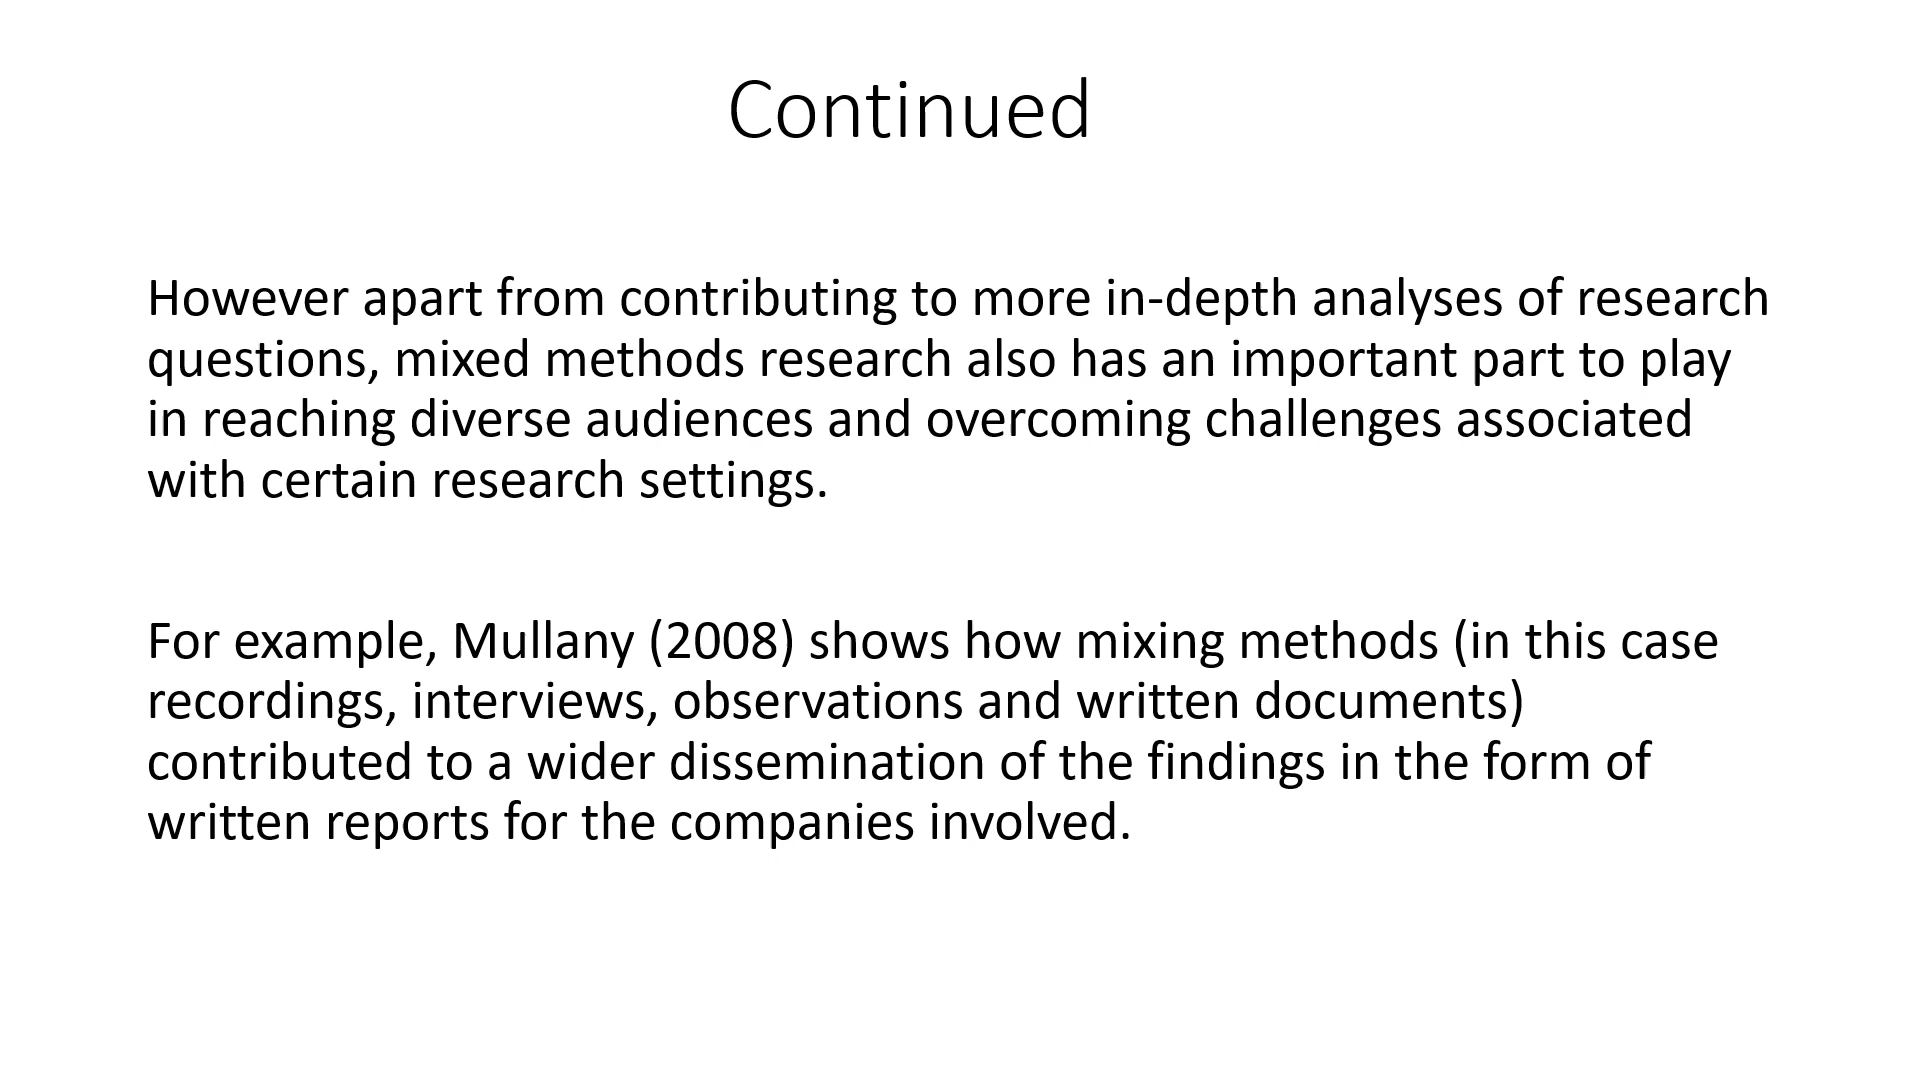 Continued
However apart from contributing to more in-depth analyses of research
questions, mixed methods research also has an important part to play
in reaching diverse audiences and overcoming challenges associated
with certain research settings.
For example, Mullany (2008) shows how mixing methods (in this case
recordings, interviews, observations and written documents)
contributed to a wider dissemination of the findings in the form of
written reports for the companies involved.